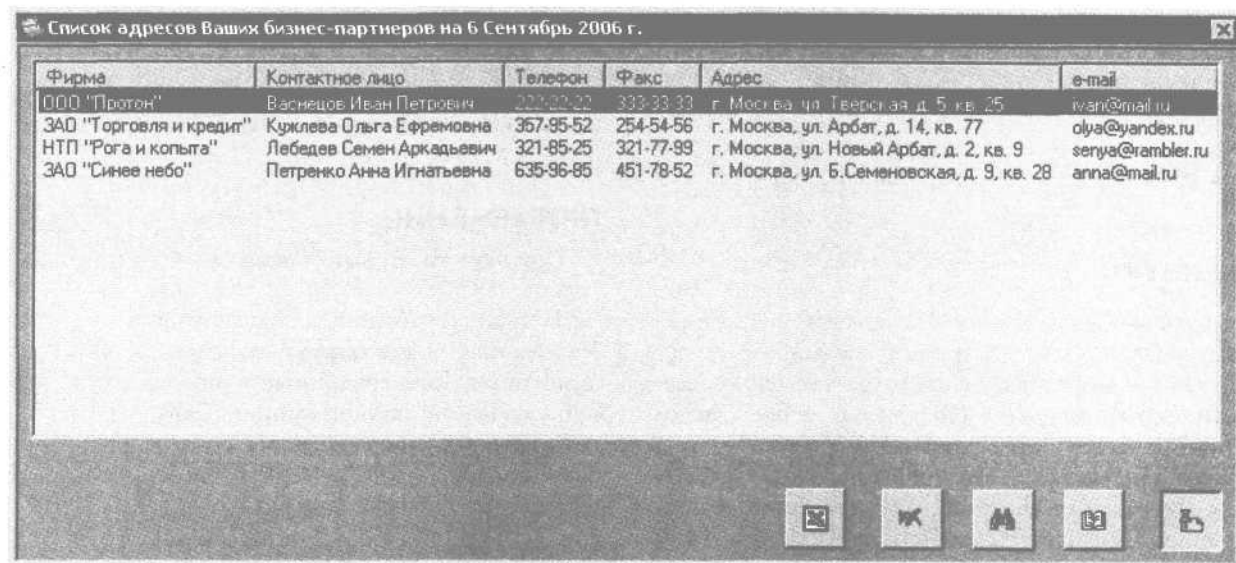 Список адресов Ваших бизнес-партнеров на 6 Сентябрь 2006 г.
Фирма Контактное лицо Телефон Факс Адрес e-mail
ООО "Протон" Васнецов Иван Петрович 222-22-22 333-33-33 г. Москва, ул. Тверская, д. 5, кв. 25 ivan@mail.ru
ЗАО "Торговля и кредит" Кужлева Ольга Ефремовна 357-95-52 254-54-56 г. Москва, ул. Арбат, д. 14, кв. 77 olya@yandex.ru
НТП "Рога и копыта" Лебедев Семен Аркадьевич 321-85-25 321-77-99 г. Москва, ул. Новый Арбат, д. 2, кв. 9 senya@rambler.ru
ЗАО "Синее небо" Петренко Анна Игнатьевна 635-96-85 451-78-52 г. Москва, ул. Б.Семеновская, д. 9, кв. 28 anna@mail.ru